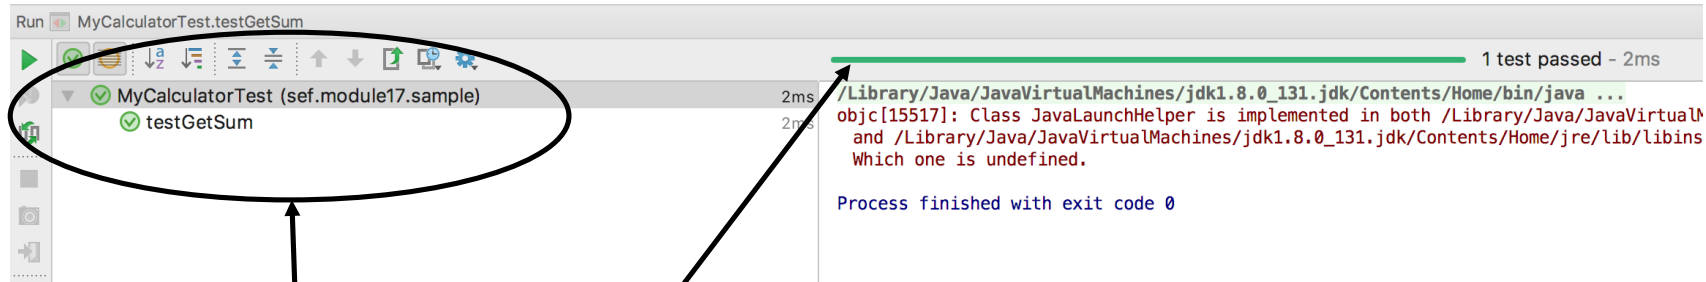 Run MyCalculatorTest.testGetSum
1 test passed - 2ms
MyCalculatorTest (sef.module17.sample) 2ms
testGetSum 2ms
/Library/Java/JavaVirtualMachines/jdk1.8.0_131.jdk/Contents/Home/bin/java ...
objc[15517]: Class JavaLaunchHelper is implemented in both /Library/Java/JavaVirtualM
and /Library/Java/JavaVirtualMachines/jdk1.8.0_131.jdk/Contents/Home/jre/lib/libins
Which one is undefined.
Process finished with exit code 0